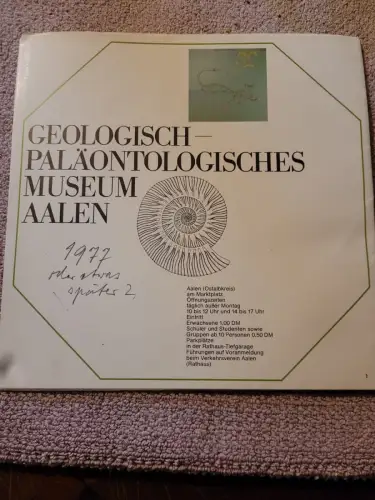 GEOLOGISCH–
PALÄONTOLOGISCHES
MUSEUM
AALEN
1977
oder etwas
später
Aalen (Ostalbkreis)
am Marktplatz
Öffnungszeiten
täglich außer Montag
10 bis 12 Uhr und 14 bis 17 Uhr
Eintritt
Erwachsene 1,00 DM
Schüler und Studenten sowie
Gruppen ab 10 Personen 0,50 DM
Parkplätze
in der Rathaus-Tiefgarage
Führungen auf Voranmeldung
beim Verkehrsverein Aalen
(Rathaus)
1